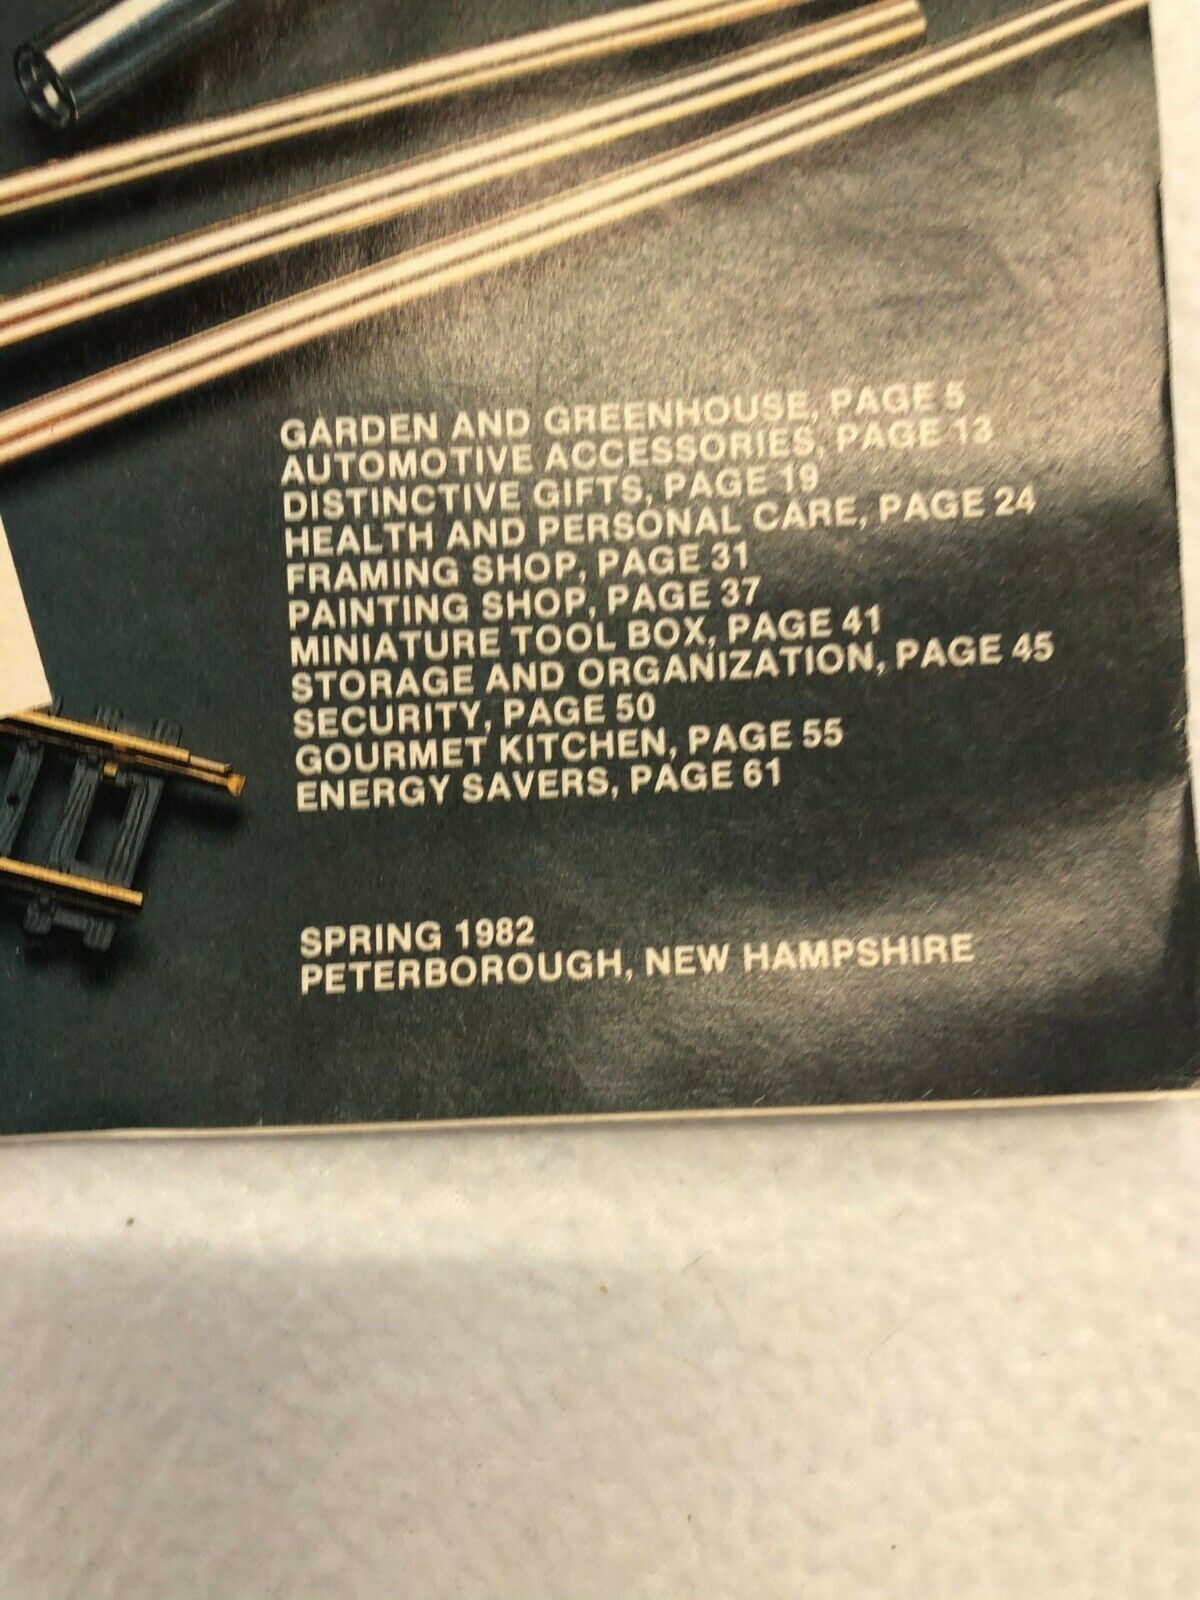 GARDEN AND GREENHOUSE, PAGE 5
AUTOMOTIVE ACCESSORIES, PAGE 13
DISTINCTIVE GIFTS, PAGE 19
HEALTH AND PERSONAL CARE, PAGE 24
FRAMING SHOP, PAGE 31
PAINTING SHOP, PAGE 37
MINIATURE TOOL BOX, PAGE 41
STORAGE AND ORGANIZATION, PAGE 45
SECURITY, PAGE 50
GOURMET KITCHEN, PAGE 55
ENERGY SAVERS, PAGE 61
SPRING 1982
PETERBOROUGH, NEW HAMPSHIRE